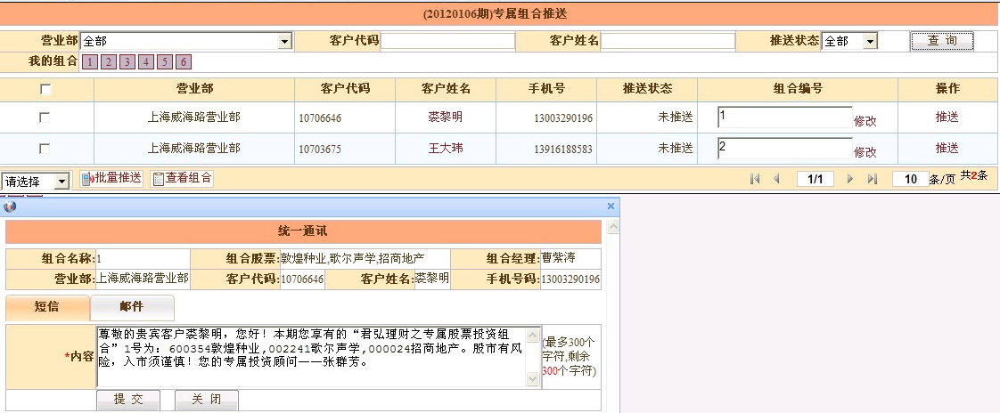 (20120106期)专属组合推送
营业部 全部 客户代码 客户姓名 推送状态 全部 查 询
我的组合 1 2 3 4 5 6
营业部 客户代码 客户姓名 手机号 推送状态 组合编号 操作
上海威海路营业部 10706646 裘黎明 13003290196 未推送 1 修改 推送
上海威海路营业部 10703675 王大玮 13916188583 未推送 2 修改 推送
请选择 批量推送 查看组合 1/1 10 条/页 共2条
统一通讯
组合名称: 1 组合股票: 敦煌种业,歌尔声学,招商地产 组合经理: 曹紫涛
营业部: 上海威海路营业部 客户代码: 10706646 客户姓名: 裘黎明 手机号码: 13003290196
短信 邮件
*内容
尊敬的贵宾客户裘黎明，您好！本期您享有的“君弘理财之专属股票投资组
合”1号为：600354敦煌种业,002241歌尔声学,000024招商地产。股市有风
险，入市须谨慎！您的专属投资顾问——张群芳。
(最多300个
字符,剩余
300个字符)
提 交 关 闭